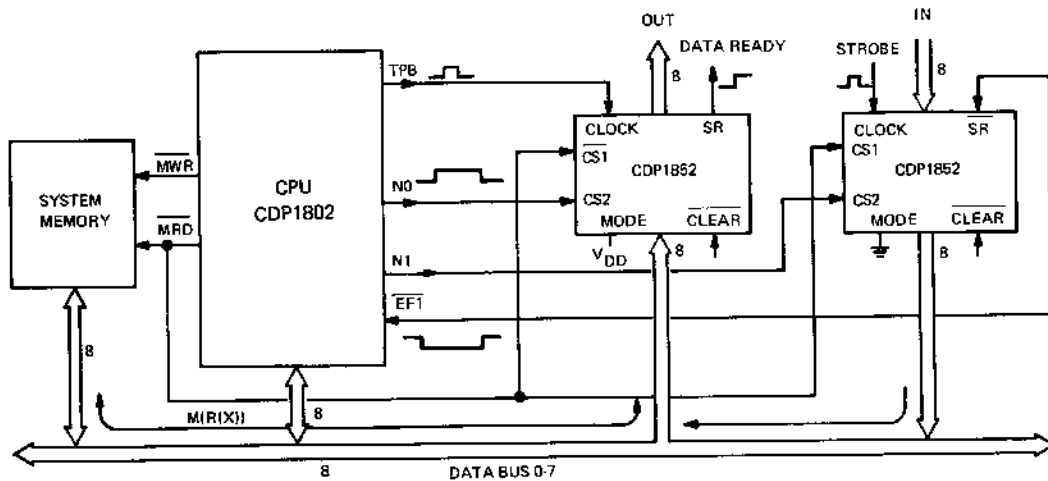 OUT
IN
DATA READY
STROBE
TPB
8
8
CLOCK
SR
CLOCK
SR
CS1
CS1
MWR
CPU
CDP1802
CDP1852
CDP1852
SYSTEM
MEMORY
N0
CS2
CS2
MRD
MODE
CLEAR
MODE
CLEAR
VDD
8
8
N1
EF1
8
M(R(X))
8
8
DATA BUS 0-7